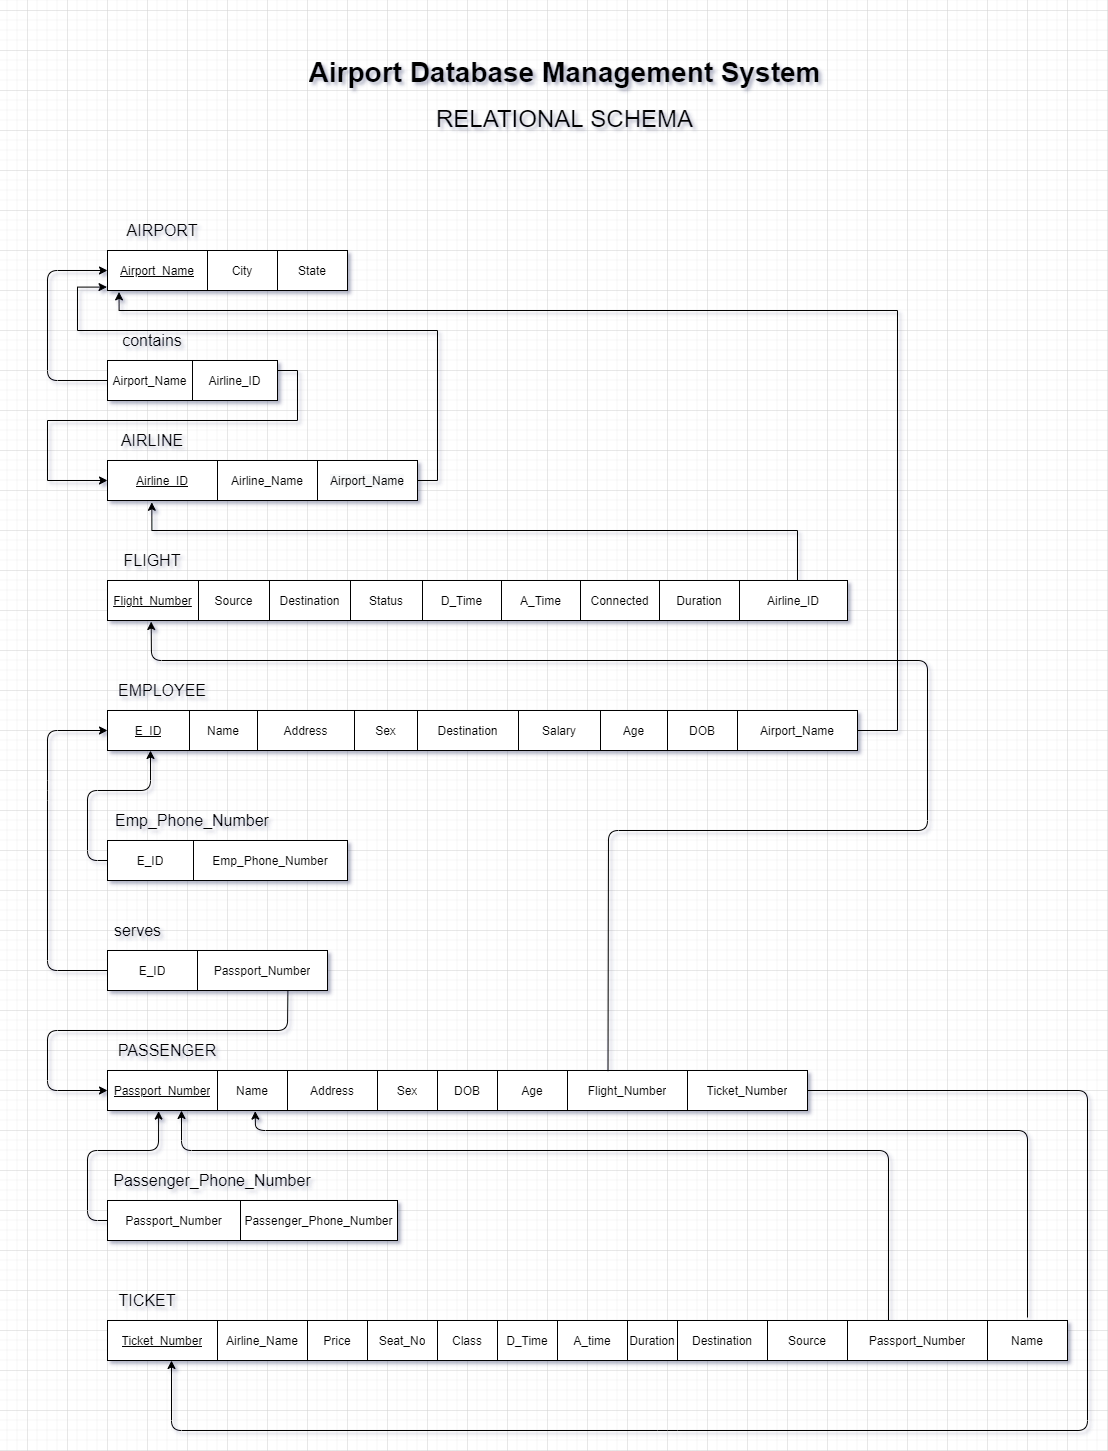 Airport Database Management System
RELATIONAL SCHEMA
AIRPORT
Airport_Name City State
contains
Airport_Name Airline_ID
AIRLINE
Airline_ID Airline_Name Airport_Name
FLIGHT
Flight_Number Source Destination Status D_Time A_Time Connected Duration Airline_ID
EMPLOYEE
E_ID Name Address Sex Destination Salary Age DOB Airport_Name
Emp_Phone_Number
E_ID Emp_Phone_Number
serves
E_ID Passport_Number
PASSENGER
Passport_Number Name Address Sex DOB Age Flight_Number Ticket_Number
Passenger_Phone_Number
Passport_Number Passenger_Phone_Number
TICKET
Ticket_Number Airline_Name Price Seat_No Class D_Time A_time Duration Destination Source Passport_Number Name